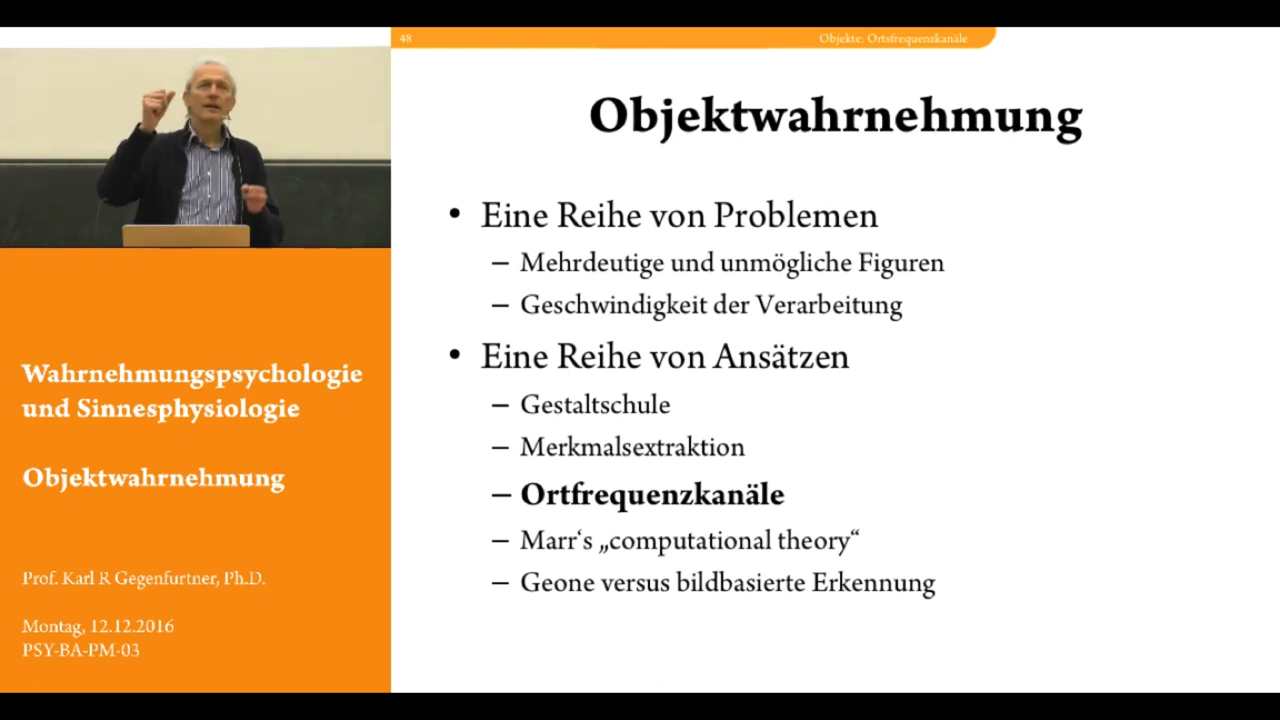 48
Objekte: Ortsfrequenzkanäle
Objektwahrnehmung
• Eine Reihe von Problemen
– Mehrdeutige und unmögliche Figuren
– Geschwindigkeit der Verarbeitung
• Eine Reihe von Ansätzen
– Gestaltschule
– Merkmalsextraktion
– Ortfrequenzkanäle
– Marr‘s „computational theory“
– Geone versus bildbasierte Erkennung
Wahrnehmungspsychologie
und Sinnesphysiologie
Objektwahrnehmung
Prof. Karl R Gegenfurtner, Ph.D.
Montag, 12.12.2016
PSY-BA-PM-03